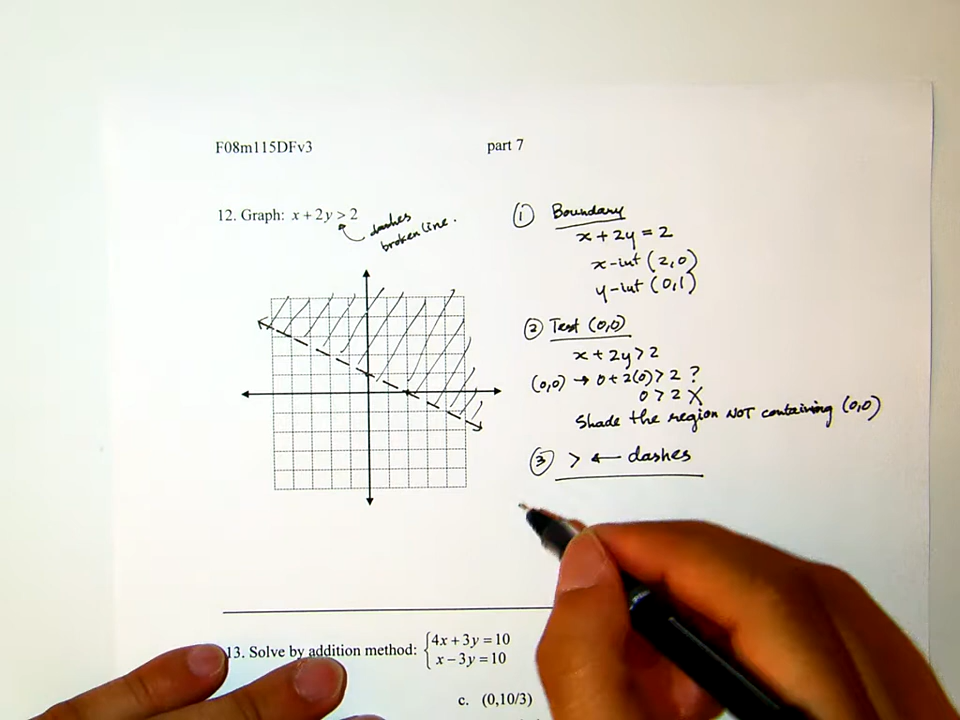 F08m115DFv3 part 7
12. Graph: x + 2y > 2
dashes
broken line.
① Boundary
x + 2y = 2
x-int (2,0)
y-int (0,1)
② Test (0,0)
x + 2y > 2
(0,0) → 0 + 2(0) > 2 ?
0 > 2 X
Shade the region NOT containing (0,0)
③ > ← dashes
13. Solve by addition method: { 4x + 3y = 10
x − 3y = 10
c. (0,10/3)